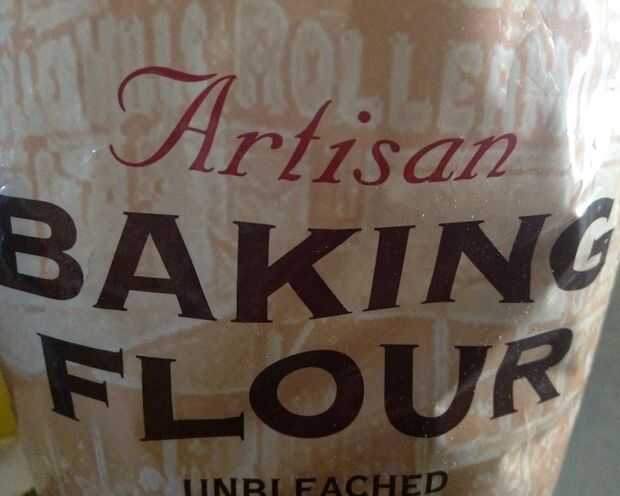 Artisan
BAKING
FLOUR
UNBLEACHED